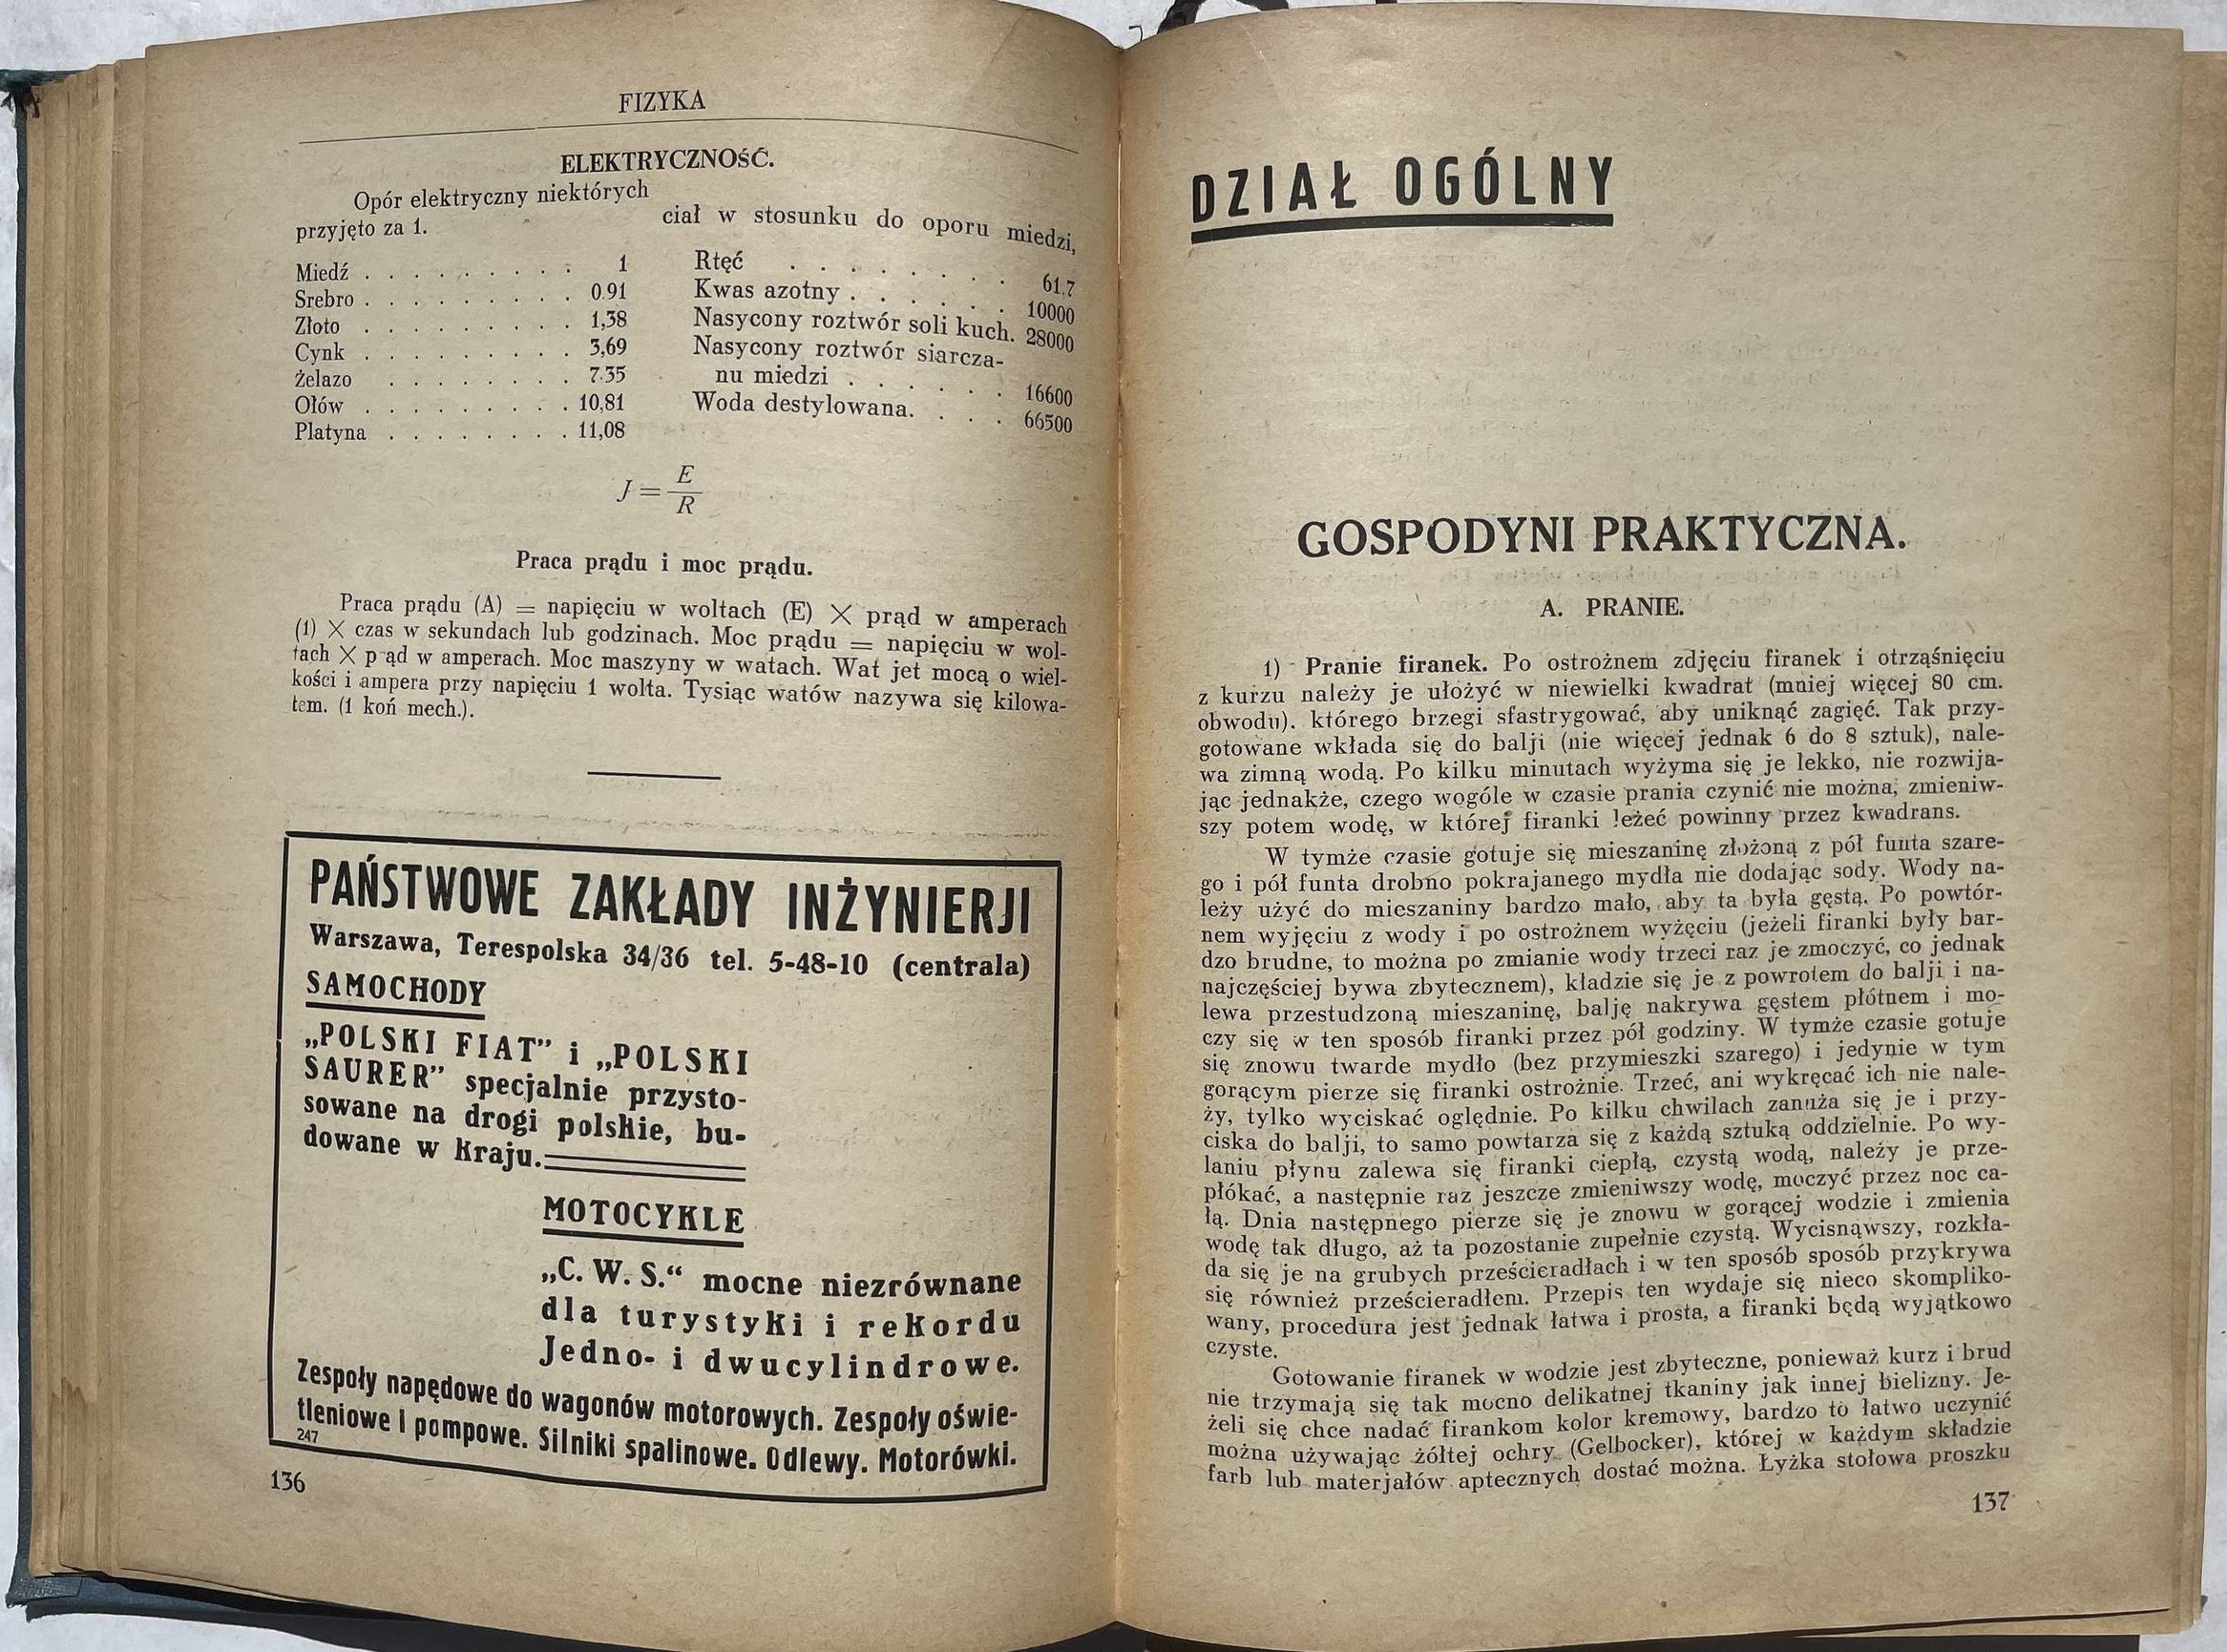 FIZYKA
ELEKTRYCZNOŚĆ.
Opór elektryczny niektórych ciał w stosunku do oporu miedzi,
przyjęto za 1.
Miedź . . . . . . . . . 1
Srebro . . . . . . . . . 0.91
Złoto . . . . . . . . . 1,38
Cynk . . . . . . . . . 3,69
Żelazo . . . . . . . . 7.35
Ołów . . . . . . . . . 10,81
Platyna . . . . . . . . 11,08
Rtęć . . . . . . . 61,7
Kwas azotny . . . . . . 10000
Nasycony roztwór soli kuch. 28000
Nasycony roztwór siarcza-
nu miedzi . . . . . . 16600
Woda destylowana. . . . 66500
J = E
R
Praca prądu i moc prądu.
Praca prądu (A) = napięciu w woltach (E) × prąd w amperach
(1) × czas w sekundach lub godzinach. Moc prądu = napięciu w wol-
tach × p ąd w amperach. Moc maszyny w watach. Wat jet mocą o wiel-
kości i ampera przy napięciu 1 wolta. Tysiąc watów nazywa się kilowa-
tem. (1 koń mech.).
PAŃSTWOWE ZAKŁADY INŻYNIERJI
Warszawa, Terespolska 34/36 tel. 5-48-10 (centrala)
SAMOCHODY
„POLSKI FIAT” i „POLSKI
SAURER” specjalnie przysto-
sowane na drogi polskie, bu-
dowane w kraju.
MOTOCYKLE
„C. W. S.“ mocne niezrównane
dla turystyki i rekordu
Jedno- i dwucylindrowe.
Zespoły napędowe do wagonów motorowych. Zespoły oświe-
tleniowe i pompowe. Silniki spalinowe. Odlewy. Motorówki.
247
136
DZIAŁ OGÓLNY
GOSPODYNI PRAKTYCZNA.
A. PRANIE.
1) Pranie firanek. Po ostrożnem zdjęciu firanek i otrząśnięciu
z kurzu należy je ułożyć w niewielki kwadrat (mniej więcej 80 cm.
obwodu). którego brzegi sfastrygować, aby uniknąć zagięć. Tak przy-
gotowane wkłada się do balji (nie więcej jednak 6 do 8 sztuk), nale-
wa zimną wodą. Po kilku minutach wyżyma się je lekko, nie rozwija-
jąc jednakże, czego wogóle w czasie prania czynić nie można, zmieniw-
szy potem wodę, w której firanki leżeć powinny przez kwadrans.
W tymże czasie gotuje się mieszaninę złożoną z pół funta szare-
go i pół funta drobno pokrajanego mydła nie dodając sody. Wody na-
leży użyć do mieszaniny bardzo mało, aby ta była gęstą. Po powtór-
nem wyjęciu z wody i po ostrożnem wyżęciu (jeżeli firanki były bar-
dzo brudne, to można po zmianie wody trzeci raz je zmoczyć, co jednak
najczęściej bywa zbytecznem), kładzie się je z powrotem do balji i na-
lewa przestudzoną mieszaninę, balję nakrywa gęstem płótnem i mo-
czy się w ten sposób firanki przez pół godziny. W tymże czasie gotuje
się znowu twarde mydło (bez przymieszki szarego) i jedynie w tym
gorącym pierze się firanki ostrożnie. Trzeć, ani wykręcać ich nie nale-
ży, tylko wyciskać oględnie. Po kilku chwilach zanuża się je i przy-
ciska do balji, to samo powtarza się z każdą sztuką oddzielnie. Po wy-
laniu płynu zalewa się firanki ciepłą, czystą wodą, należy je prze-
płókać, a następnie raz jeszcze zmieniwszy wodę, moczyć przez noc ca-
łą. Dnia następnego pierze się je znowu w gorącej wodzie i zmienia
wodę tak długo, aż ta pozostanie zupełnie czystą. Wycisnąwszy, rozkła-
da się je na grubych prześcieradłach i w ten sposób sposób przykrywa
się również prześcieradłem. Przepis ten wydaje się nieco skompliko-
wany, procedura jest jednak łatwa i prosta, a firanki będą wyjątkowo
czyste.
Gotowanie firanek w wodzie jest zbyteczne, ponieważ kurz i brud
nie trzymają się tak mocno delikatnej tkaniny jak innej bielizny. Je-
żeli się chce nadać firankom kolor kremowy, bardzo to łatwo uczynić
można używając żółtej ochry (Gelbocker), której w każdym składzie
farb lub materjałów aptecznych dostać można. Łyżka stołowa proszku
137